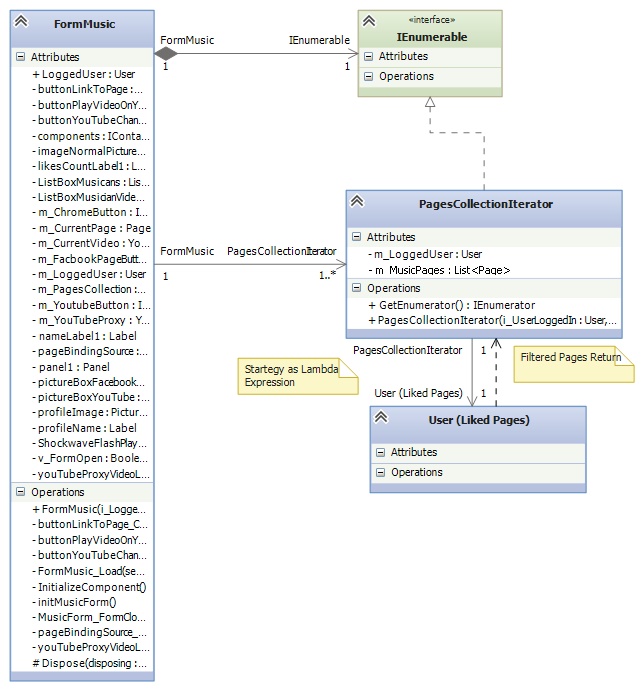 FormMusic
Attributes
+ LoggedUser : User
- buttonLinkToPage :...
- buttonPlayVideoOnY...
- buttonYouTubeChan...
- components : IConta...
- imageNormalPicture...
- likesCountLabel1 : L...
- ListBoxMusicans : Lis...
- ListBoxMusidanVide...
- m_ChromeButton : I...
- m_CurrentPage : Page
- m_CurrentVideo : Yo...
- m_FacbookPageButt...
- m_LoggedUser : User
- m_PagesCollection :...
- m_YoutubeButton : I...
- m_YouTubeProxy : Y...
- nameLabel1 : Label
- pageBindingSource :...
- panel1 : Panel
- pictureBoxFacebook...
- pictureBoxYouTube :...
- profileImage : Pictur...
- profileName : Label
- ShockwaveFlashPlay...
- v_FormOpen : Boole...
- youTubeProxyVideoL...
Operations
+ FormMusic(i_Logge...
- buttonLinkToPage_C...
- buttonPlayVideoOnY...
- buttonYouTubeChan...
- FormMusic_Load(se...
- InitializeComponent()
- initMusicForm()
- MusicForm_FormClo...
- pageBindingSource_...
- youTubeProxyVideoL...
# Dispose(disposing :...
FormMusic
IEnumerable
1
1
«interface»
IEnumerable
Attributes
Operations
FormMusic
PagesCollectionIterator
1
1..*
PagesCollectionIterator
Attributes
- m_LoggedUser : User
- m_MusicPages : List<Page>
Operations
+ GetEnumerator() : IEnumerator
+ PagesCollectionIterator(i_UserLoggedIn : User,...
PagesCollectionIterator
1
Filtered Pages Return
Startegy as Lambda
Expression
User (Liked Pages)
1
User (Liked Pages)
Attributes
Operations